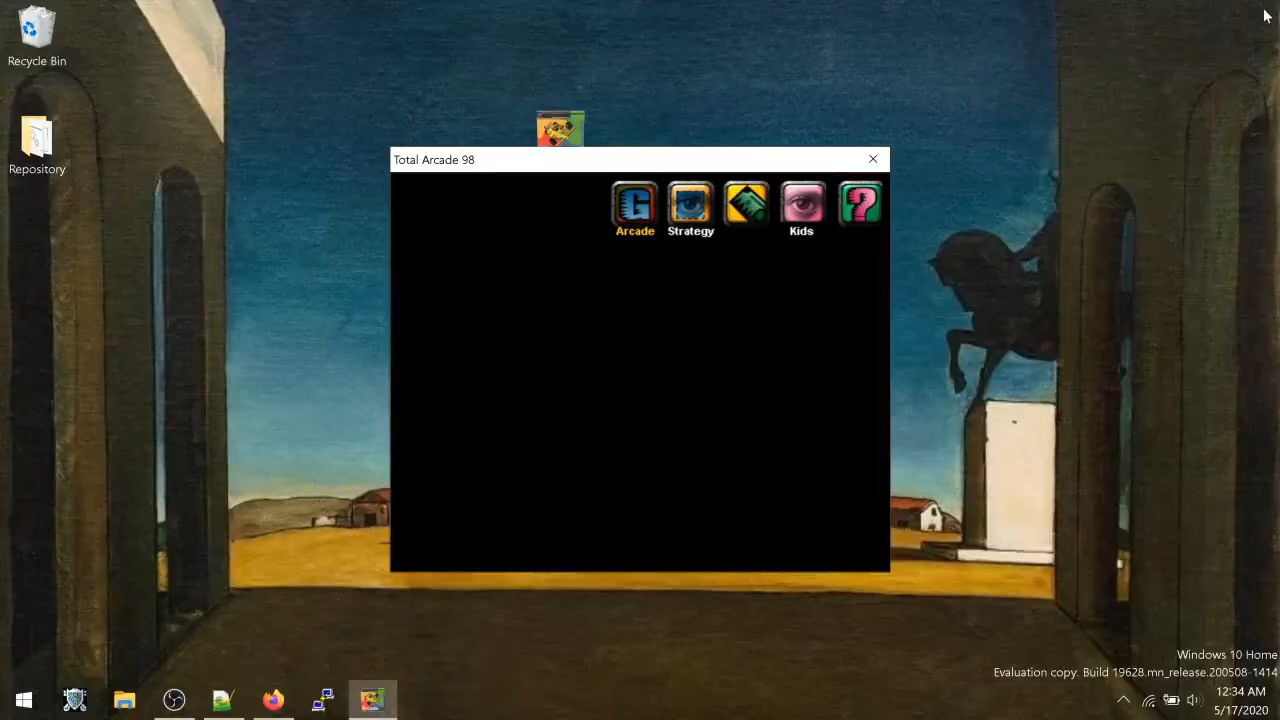 Recycle Bin
Repository
Total Arcade 98
Arcade
Strategy
Kids
Windows 10 Home
Evaluation copy. Build 19628.mn_release.200508-1414
12:34 AM
5/17/2020